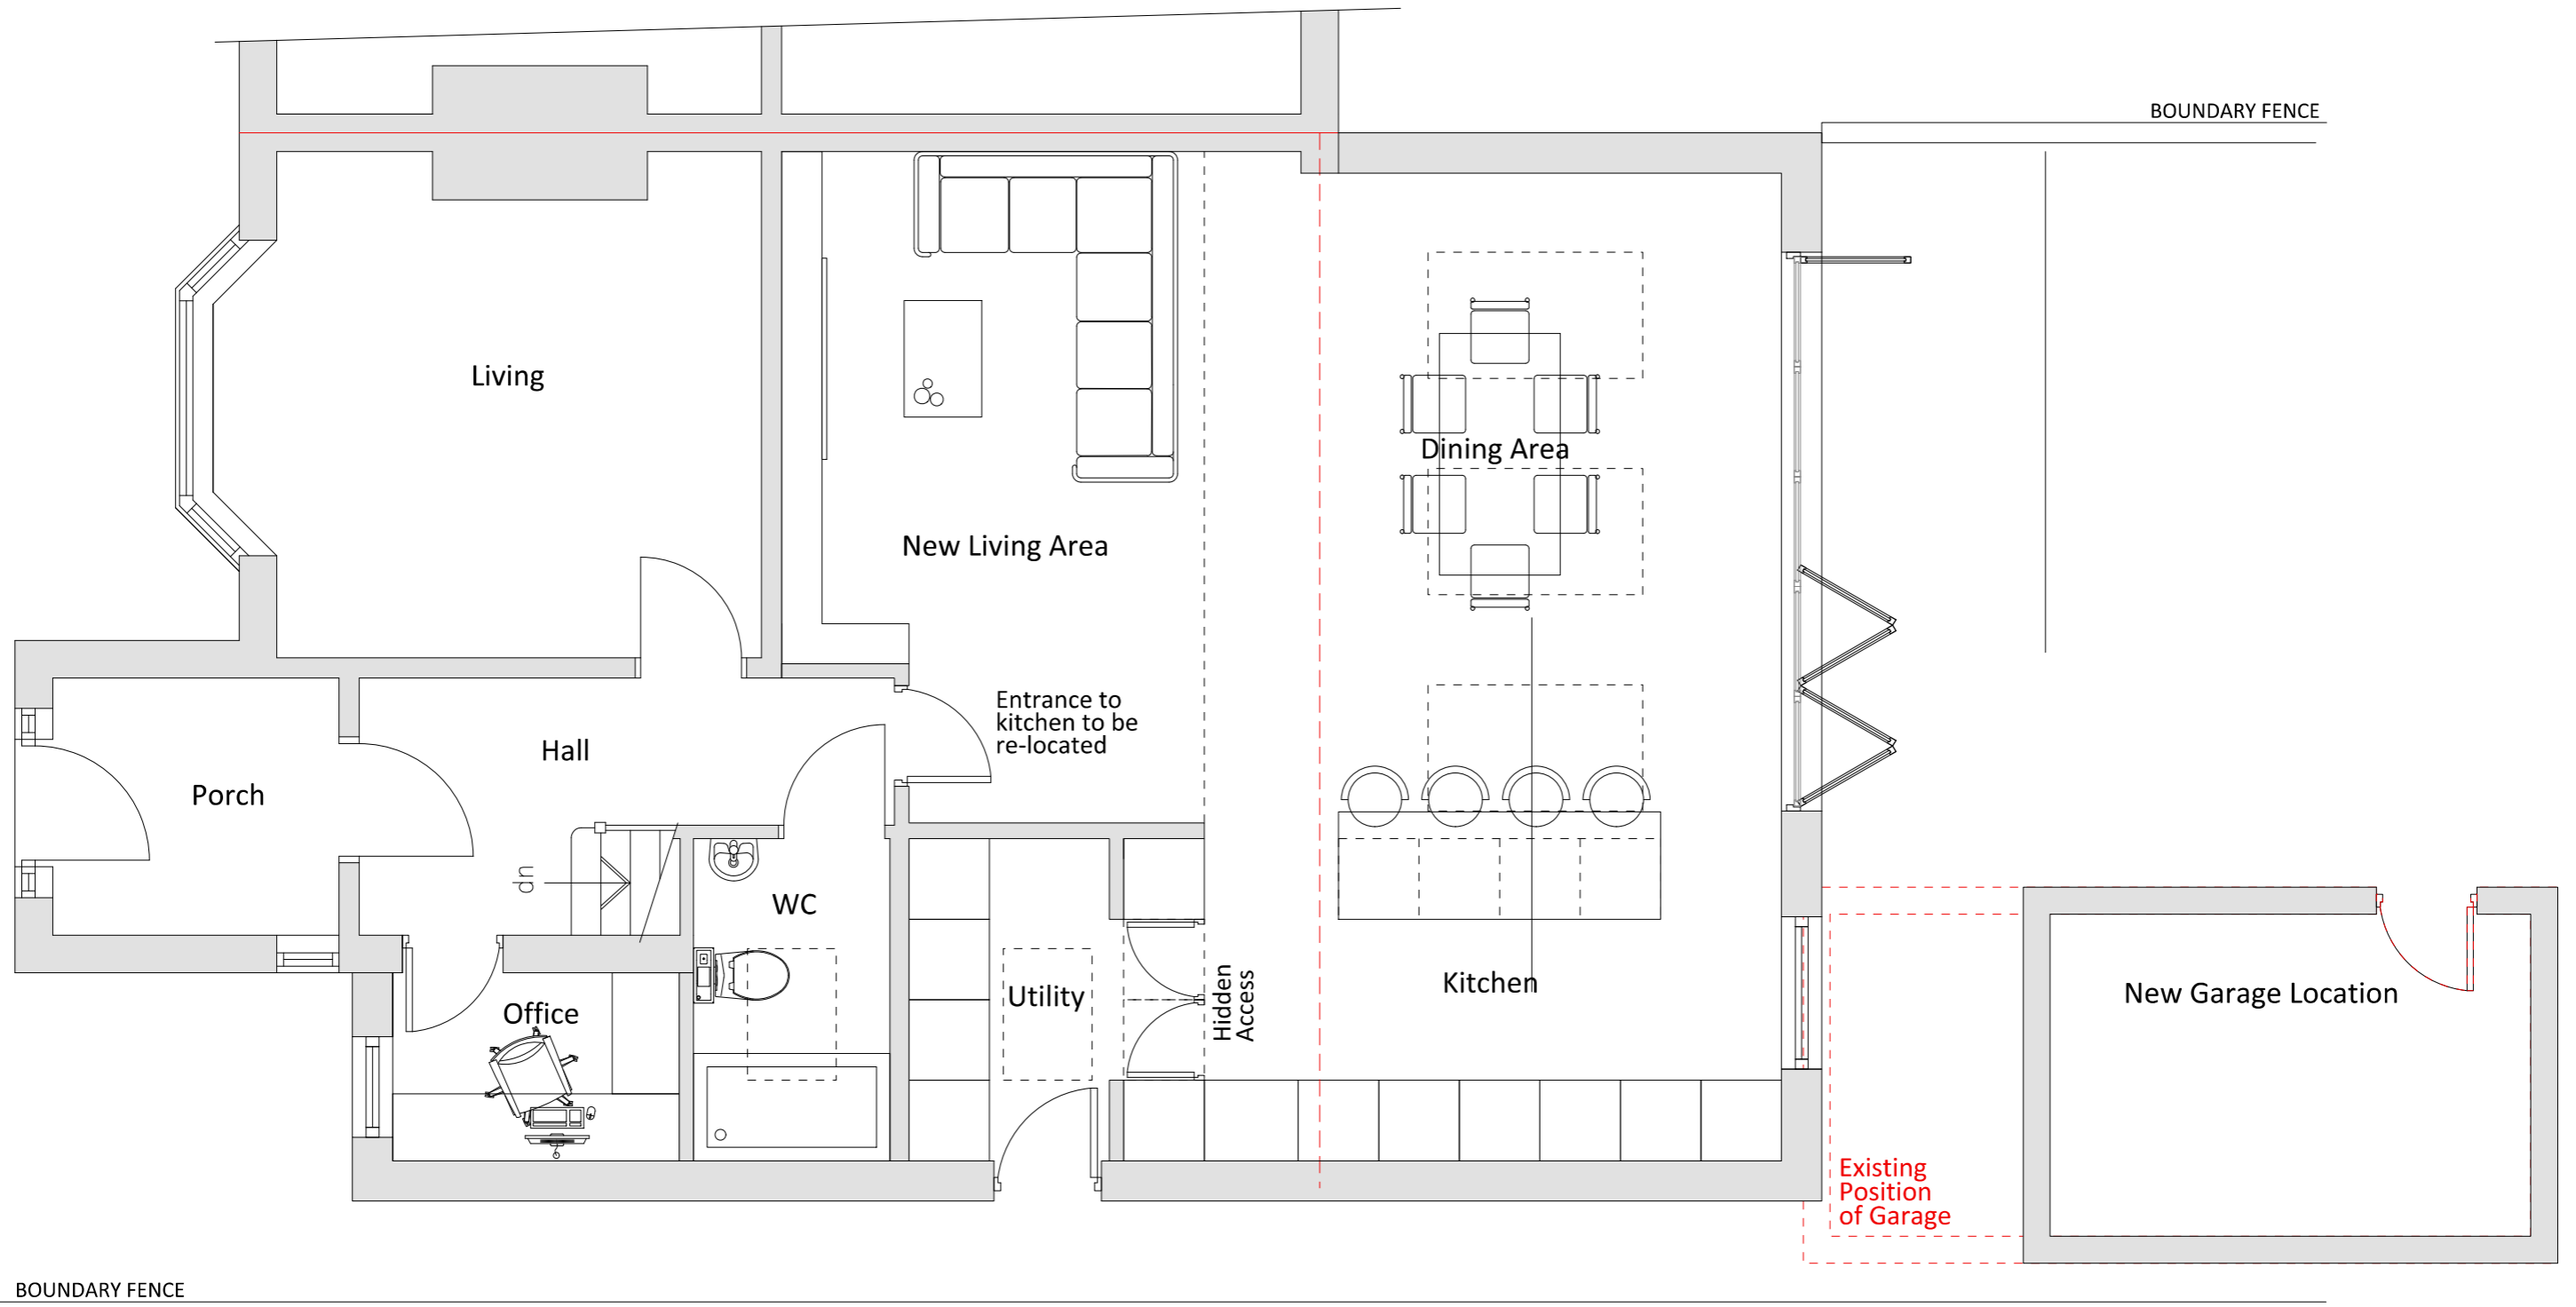 BOUNDARY FENCE
Living
Dining Area
New Living Area
Entrance to
kitchen to be
re-located
Hall
Porch
dn
WC
Office
Utility
Hidden
Access
Kitchen
New Garage Location
Existing
Position
of Garage
BOUNDARY FENCE